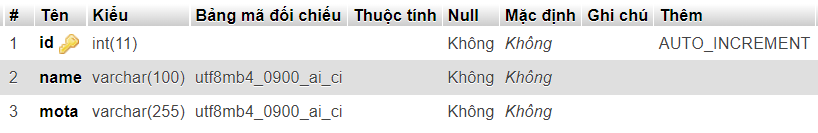 # Tên Kiểu Bảng mã đối chiếu Thuộc tính Null Mặc định Ghi chú Thêm
1 id int(11) Không Không AUTO_INCREMENT
2 name varchar(100) utf8mb4_0900_ai_ci Không Không
3 mota varchar(255) utf8mb4_0900_ai_ci Không Không